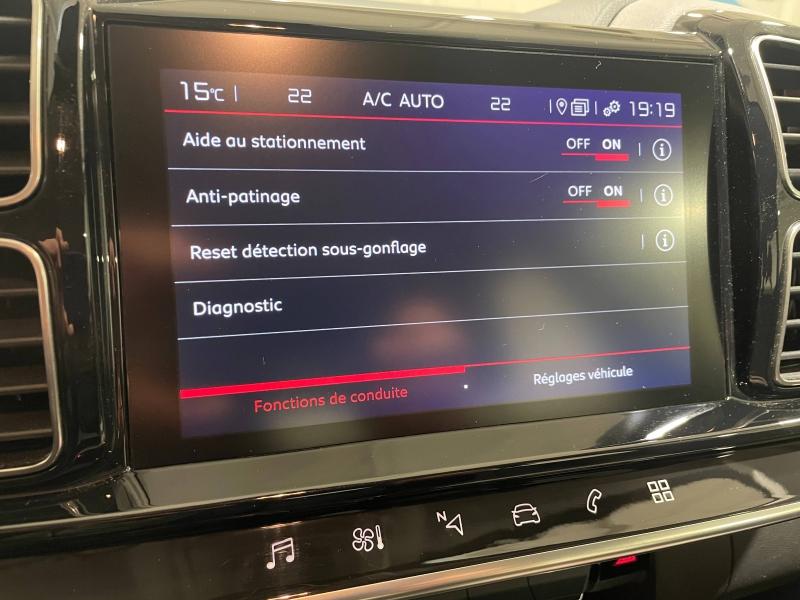 15°C 22 A/C AUTO 22 19:19
Aide au stationnement OFF ON
Anti-patinage OFF ON
Reset détection sous-gonflage
Diagnostic
Fonctions de conduite Réglages véhicule
N